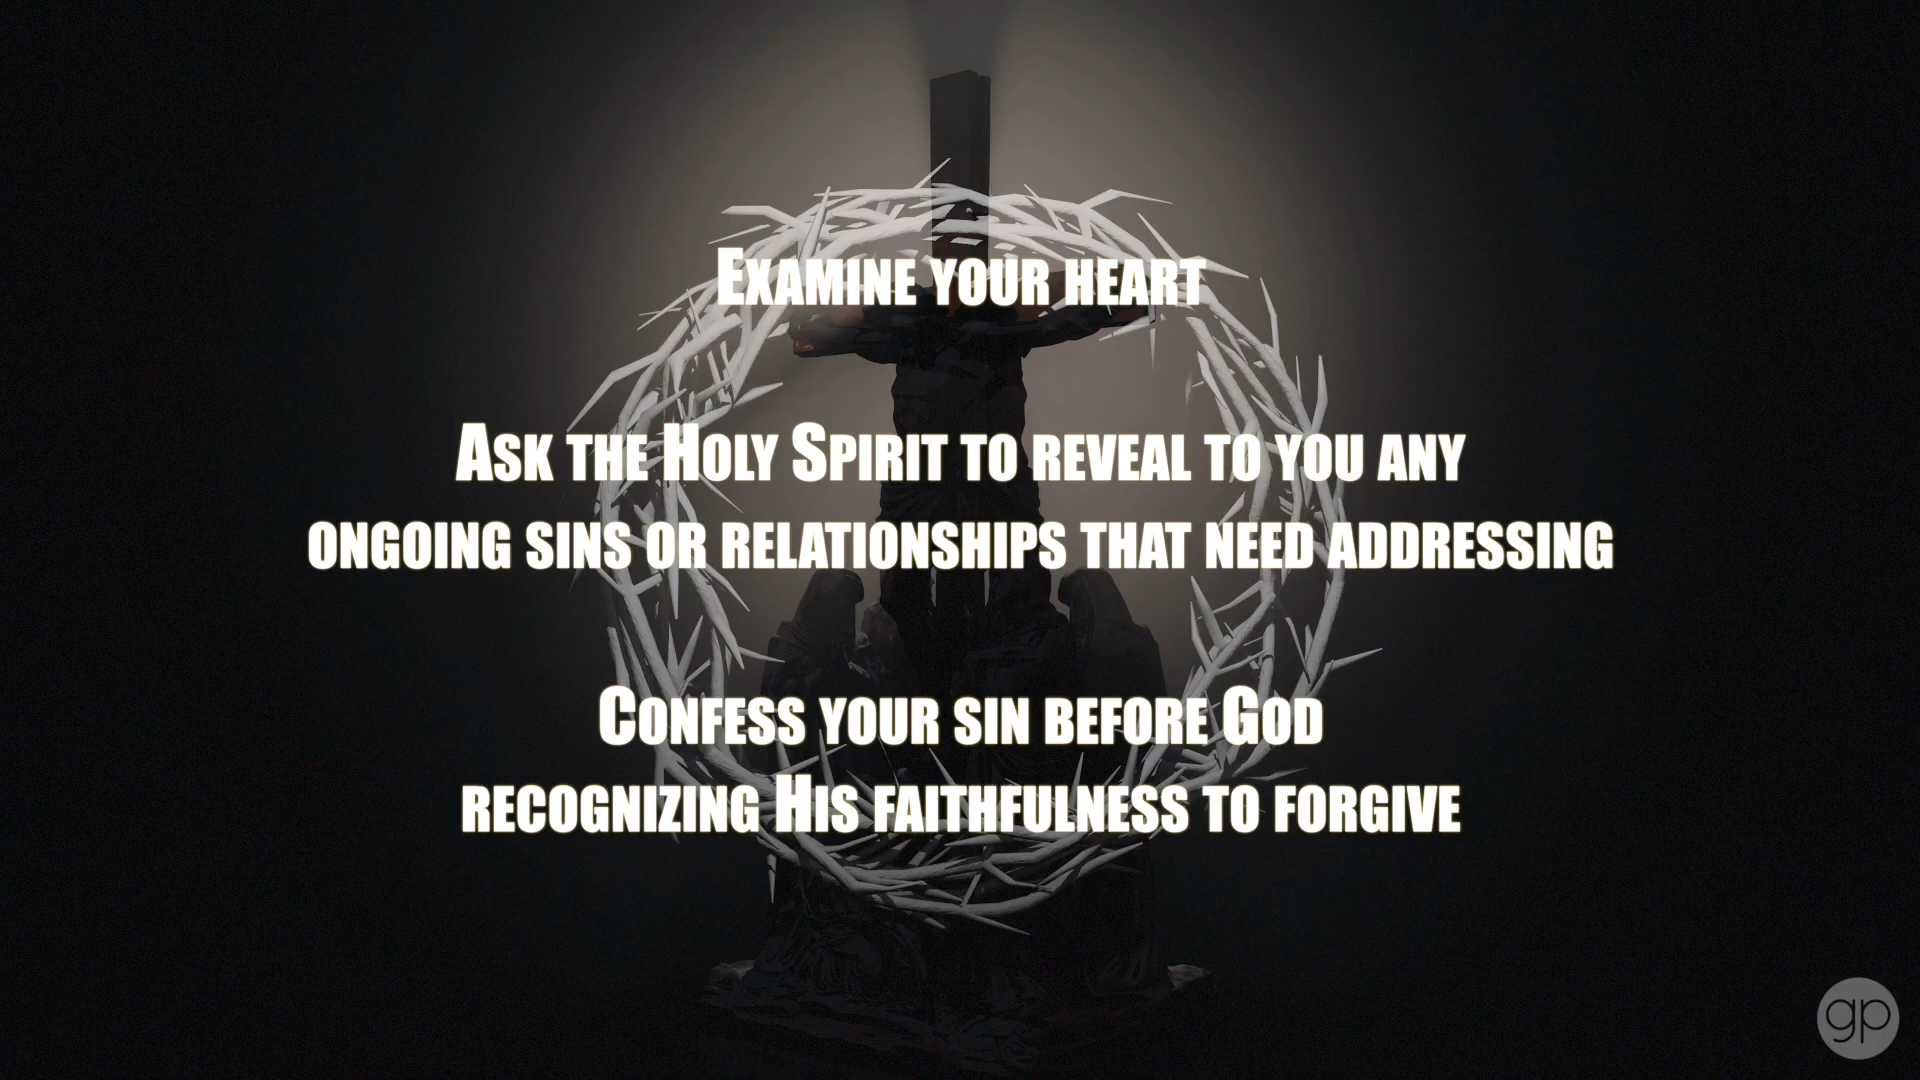 Examine your heart
Ask the Holy Spirit to reveal to you any
ongoing sins or relationships that need addressing
Confess your sin before God
recognizing His faithfulness to forgive
gp